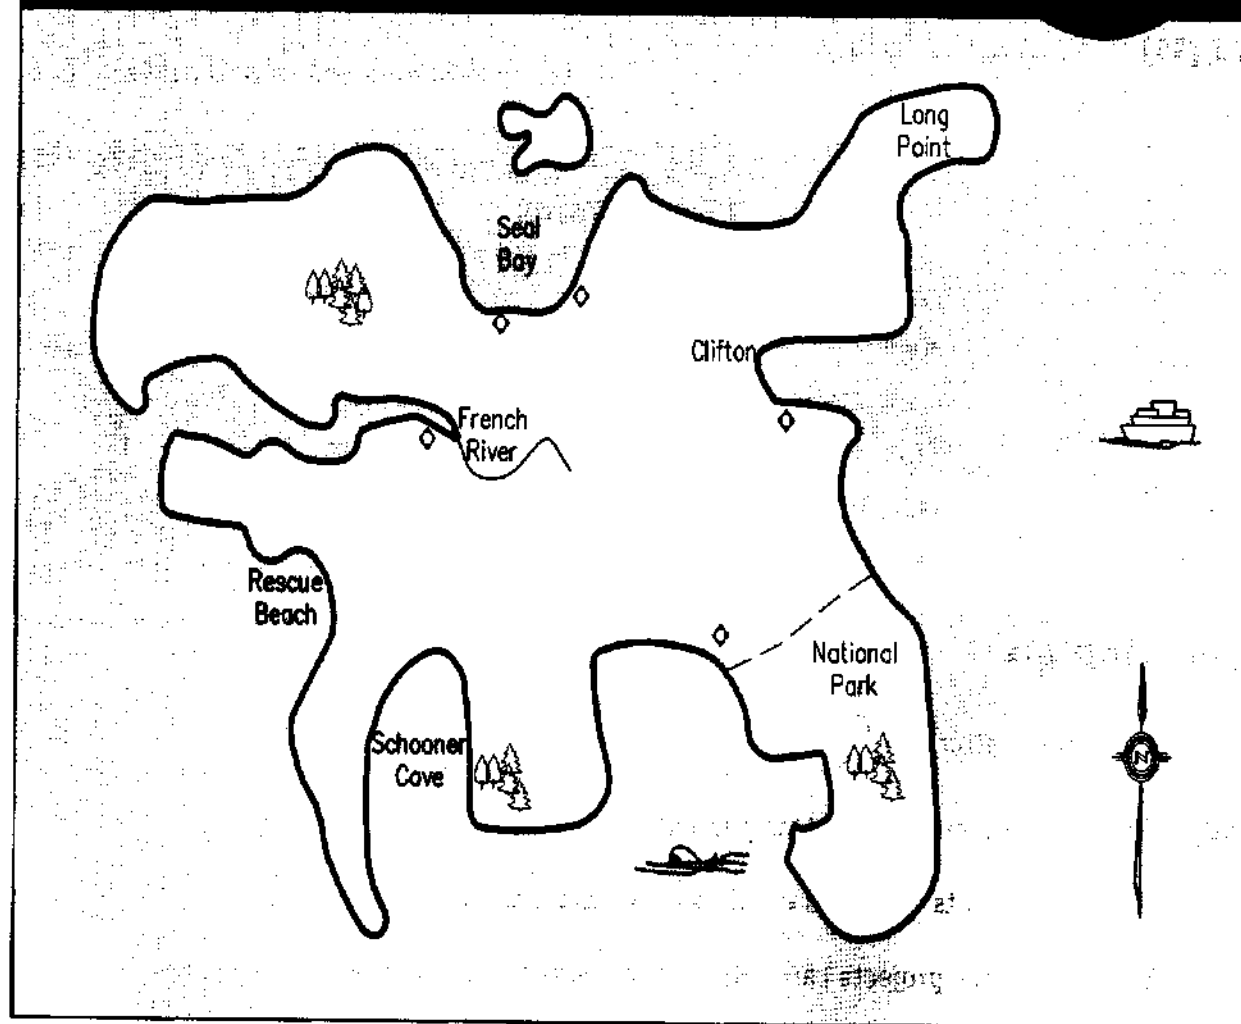 Long
Point
Seal
Bay
Clifton
French
River
Rescue
Beach
National
Park
Schooner
Cove
N